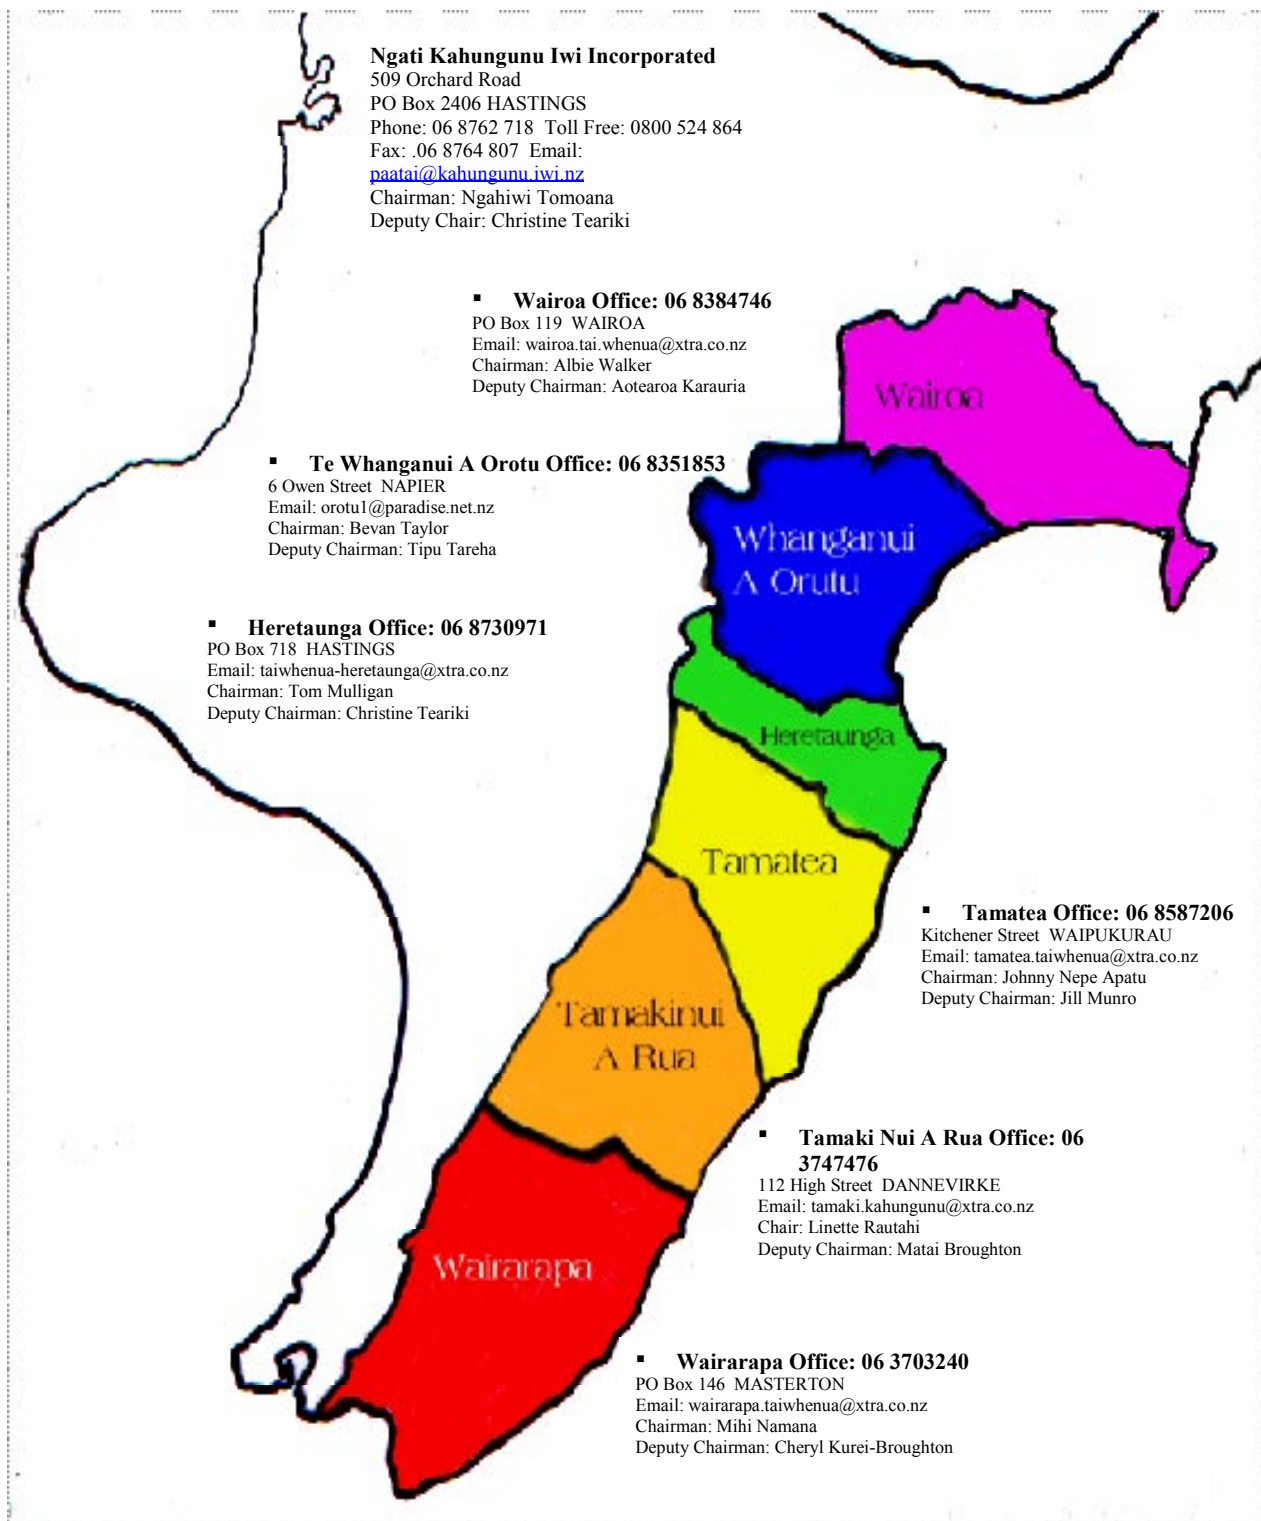 Ngati Kahungunu Iwi Incorporated
509 Orchard Road
PO Box 2406 HASTINGS
Phone: 06 8762 718  Toll Free: 0800 524 864
Fax: .06 8764 807  Email:
paatai@kahungunu.iwi.nz
Chairman: Ngahiwi Tomoana
Deputy Chair: Christine Teariki
▪ Wairoa Office: 06 8384746
PO Box 119  WAIROA
Email: wairoa.tai.whenua@xtra.co.nz
Chairman: Albie Walker
Deputy Chairman: Aotearoa Karauria
Wairoa
▪ Te Whanganui A Orotu Office: 06 8351853
6 Owen Street  NAPIER
Email: orotu1@paradise.net.nz
Chairman: Bevan Taylor
Deputy Chairman: Tipu Tareha
Whanganui
A Orutu
▪ Heretaunga Office: 06 8730971
PO Box 718  HASTINGS
Email: taiwhenua-heretaunga@xtra.co.nz
Chairman: Tom Mulligan
Deputy Chairman: Christine Teariki
Heretaunga
Tamatea
▪ Tamatea Office: 06 8587206
Kitchener Street  WAIPUKURAU
Email: tamatea.taiwhenua@xtra.co.nz
Chairman: Johnny Nepe Apatu
Deputy Chairman: Jill Munro
Tamakinui
A Rua
▪ Tamaki Nui A Rua Office: 06
3747476
112 High Street  DANNEVIRKE
Email: tamaki.kahungunu@xtra.co.nz
Chair: Linette Rautahi
Deputy Chairman: Matai Broughton
Wairarapa
▪ Wairarapa Office: 06 3703240
PO Box 146  MASTERTON
Email: wairarapa.taiwhenua@xtra.co.nz
Chairman: Mihi Namana
Deputy Chairman: Cheryl Kurei-Broughton